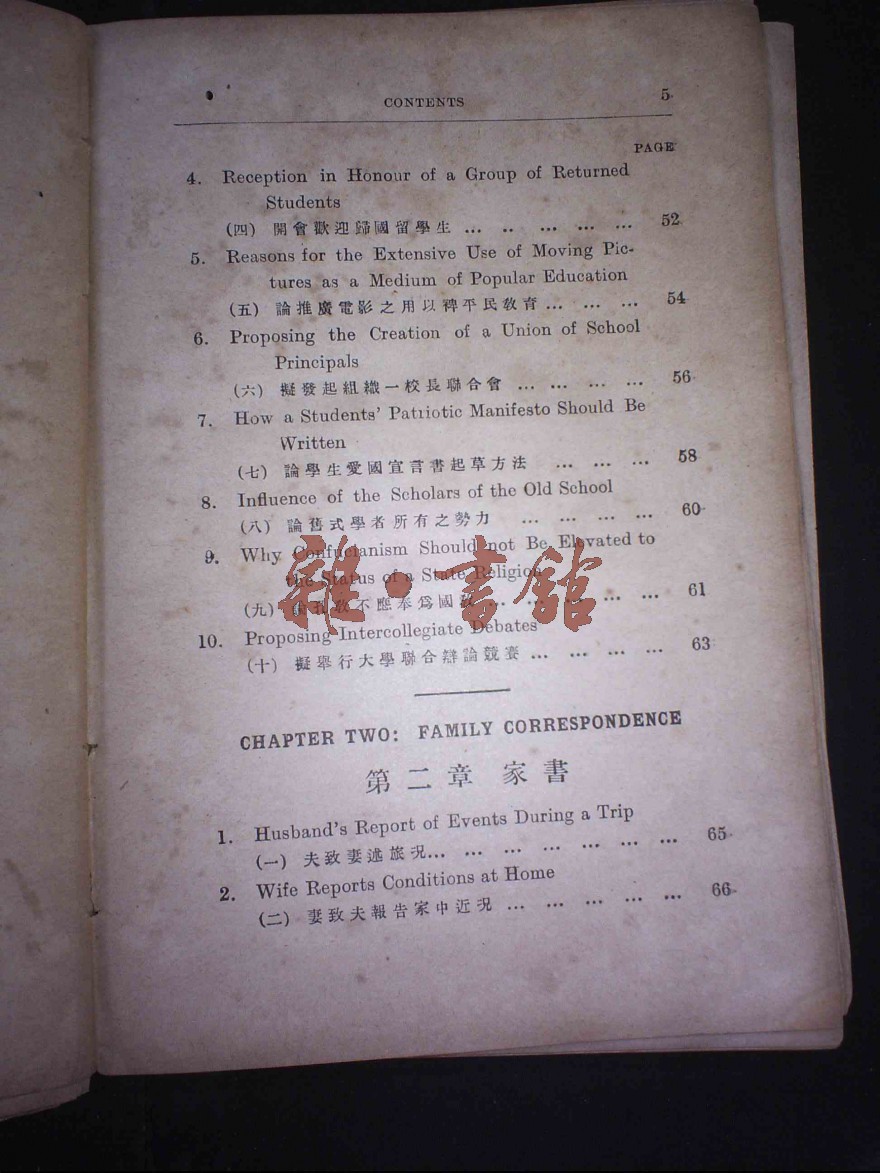 CONTENTS 5
PAGE
4. Reception in Honour of a Group of Returned
Students
(四) 開會歡迎歸國留學生 ... .. ... ... ... 52
5. Reasons for the Extensive Use of Moving Pic-
tures as a Medium of Popular Education
(五) 論推廣電影之用以裨平民教育 ... ... ... 54
6. Proposing the Creation of a Union of School
Principals
(六) 擬發起組織一校長聯合會 ... ... ... ... 56
7. How a Students' Patriotic Manifesto Should Be
Written
(七) 論學生愛國宣言書起草方法 ... ... ... 58
8. Influence of the Scholars of the Old School
(八) 論舊式學者所有之勢力 ... ... ... ... 60
9. Why Confucianism Should not Be Elevated to
the Status of a State Religion
(九) 論孔教不應奉爲國教 ... ... ... ... ... 61
10. Proposing Intercollegiate Debates
(十) 擬舉行大學聯合辯論競賽 ... ... ... ... 63
雜·書館
CHAPTER TWO: FAMILY CORRESPONDENCE
第二章 家書
1. Husband's Report of Events During a Trip
(一) 夫致妻述旅況... ... ... ... ... ... ... 65
2. Wife Reports Conditions at Home
(二) 妻致夫報告家中近況 ... ... ... ... ... 66